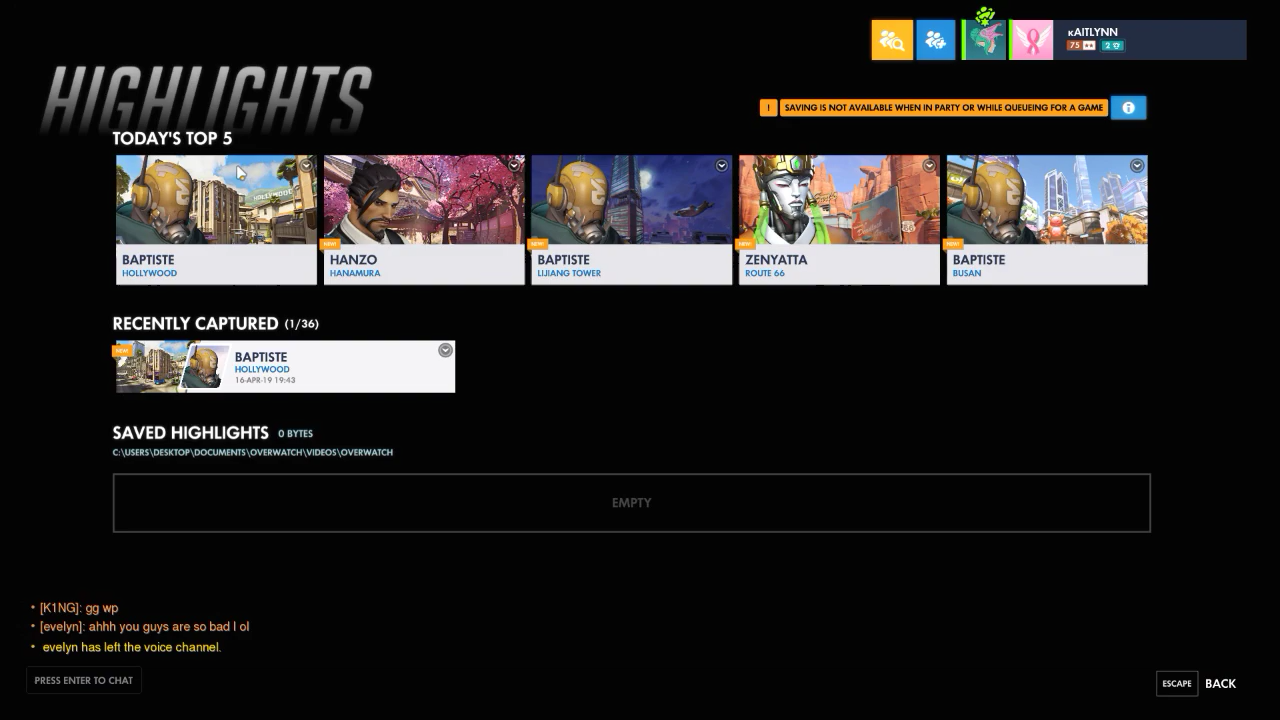 KAITLYNN
75 2
HIGHLIGHTS
! SAVING IS NOT AVAILABLE WHEN IN PARTY OR WHILE QUEUEING FOR A GAME
TODAY'S TOP 5
HOLLYWOOD
BAPTISTE
HOLLYWOOD
NEW!
HANZO
HANAMURA
NEW!
BAPTISTE
LIJIANG TOWER
NEW!
ZENYATTA
ROUTE 66
NEW!
BAPTISTE
BUSAN
RECENTLY CAPTURED (1/36)
NEW!
BAPTISTE
HOLLYWOOD
16-APR-19 19:43
SAVED HIGHLIGHTS 0 BYTES
C:\USERS\DESKTOP\DOCUMENTS\OVERWATCH\VIDEOS\OVERWATCH
EMPTY
• [K1NG]: gg wp
• [evelyn]: ahhh you guys are so bad l ol
• evelyn has left the voice channel.
PRESS ENTER TO CHAT
ESCAPE BACK